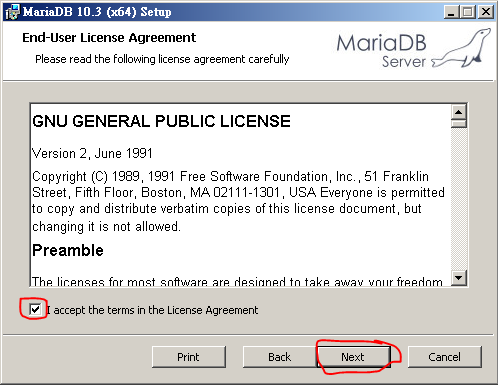 MariaDB 10.3 (x64) Setup
End-User License Agreement
Please read the following license agreement carefully
MariaDB
Server
GNU GENERAL PUBLIC LICENSE
Version 2, June 1991
Copyright (C) 1989, 1991 Free Software Foundation, Inc., 51 Franklin
Street, Fifth Floor, Boston, MA 02111-1301, USA Everyone is permitted
to copy and distribute verbatim copies of this license document, but
changing it is not allowed.
Preamble
The licenses for most software are designed to take away your freedom
I accept the terms in the License Agreement
Print
Back
Next
Cancel